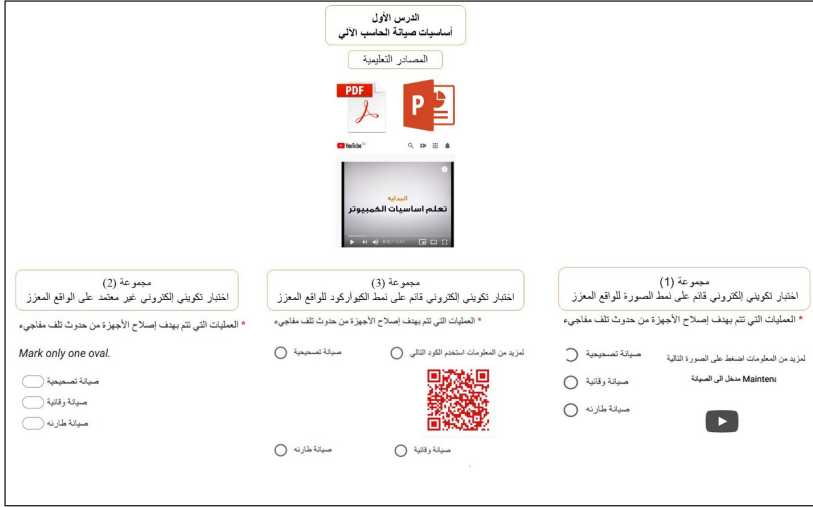 الدرس الأول
أساسيات صيانة الحاسب الآلي
المصادر التعليمية
PDF
P
YouTube
البدايه
تعلم اساسيات الكمبيوتر
مجموعة (1)
اختبار تكويني إلكتروني قائم على نمط الصورة للواقع المعزز
* العمليات التي تتم بهدف إصلاح الأجهزة من حدوث تلف مفاجيء
صيانة تصحيحية
صيانة وقائية
صيانة طارئه
لمزيد من المعلومات اضغط على الصورة التالية
مدخل الى الصيانة Maintena
مجموعة (3)
اختبار تكويني إلكتروني قائم على نمط الكيوآركود للواقع المعزز
* العمليات التي تتم بهدف إصلاح الأجهزة من حدوث تلف مفاجيء
لمزيد من المعلومات استخدم الكود التالي
صيانة تصحيحية
صيانة وقائية
صيانة طارئه
مجموعة (2)
اختبار تكويني إلكتروني غير معتمد على الواقع المعزز
* العمليات التي تتم بهدف إصلاح الأجهزة من حدوث تلف مفاجيء
Mark only one oval.
صيانة تصحيحية
صيانة وقائية
صيانة طارئه